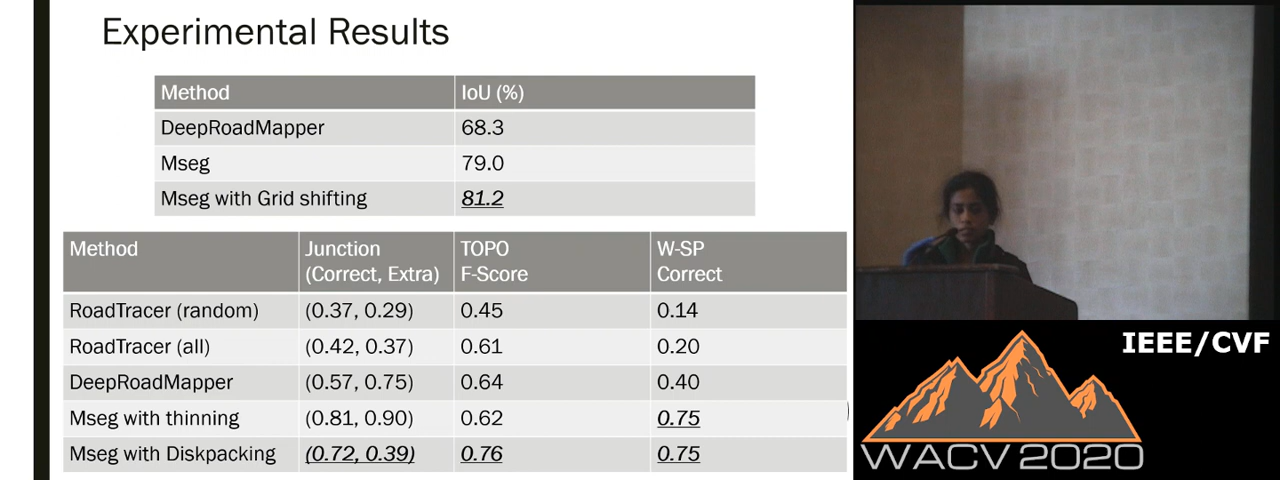 Experimental Results
Method IoU (%)
DeepRoadMapper 68.3
Mseg 79.0
Mseg with Grid shifting 81.2
Method Junction (Correct, Extra) TOPO F-Score W-SP Correct
RoadTracer (random) (0.37, 0.29) 0.45 0.14
RoadTracer (all) (0.42, 0.37) 0.61 0.20
DeepRoadMapper (0.57, 0.75) 0.64 0.40
Mseg with thinning (0.81, 0.90) 0.62 0.75
Mseg with Diskpacking (0.72, 0.39) 0.76 0.75
IEEE/CVF
WACV 2020